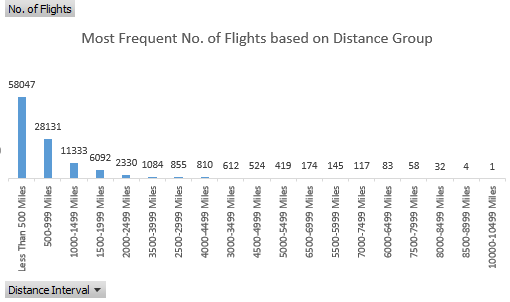 No. of Flights
Most Frequent No. of Flights based on Distance Group
58047
28131
11333
6092
2330
1084
855
810
612
524
419
174
145
117
83
58
32
4
1
Less Than 500 Miles
500-999 Miles
1000-1499 Miles
1500-1999 Miles
2000-2499 Miles
3500-3999 Miles
2500-2999 Miles
4000-4499 Miles
3000-3499 Miles
4500-4999 Miles
5000-5499 Miles
6500-6999 Miles
5500-5999 Miles
7000-7499 Miles
6000-6499 Miles
7500-7999 Miles
8000-8499 Miles
8500-8999 Miles
10000-10499 Miles
Distance Interval